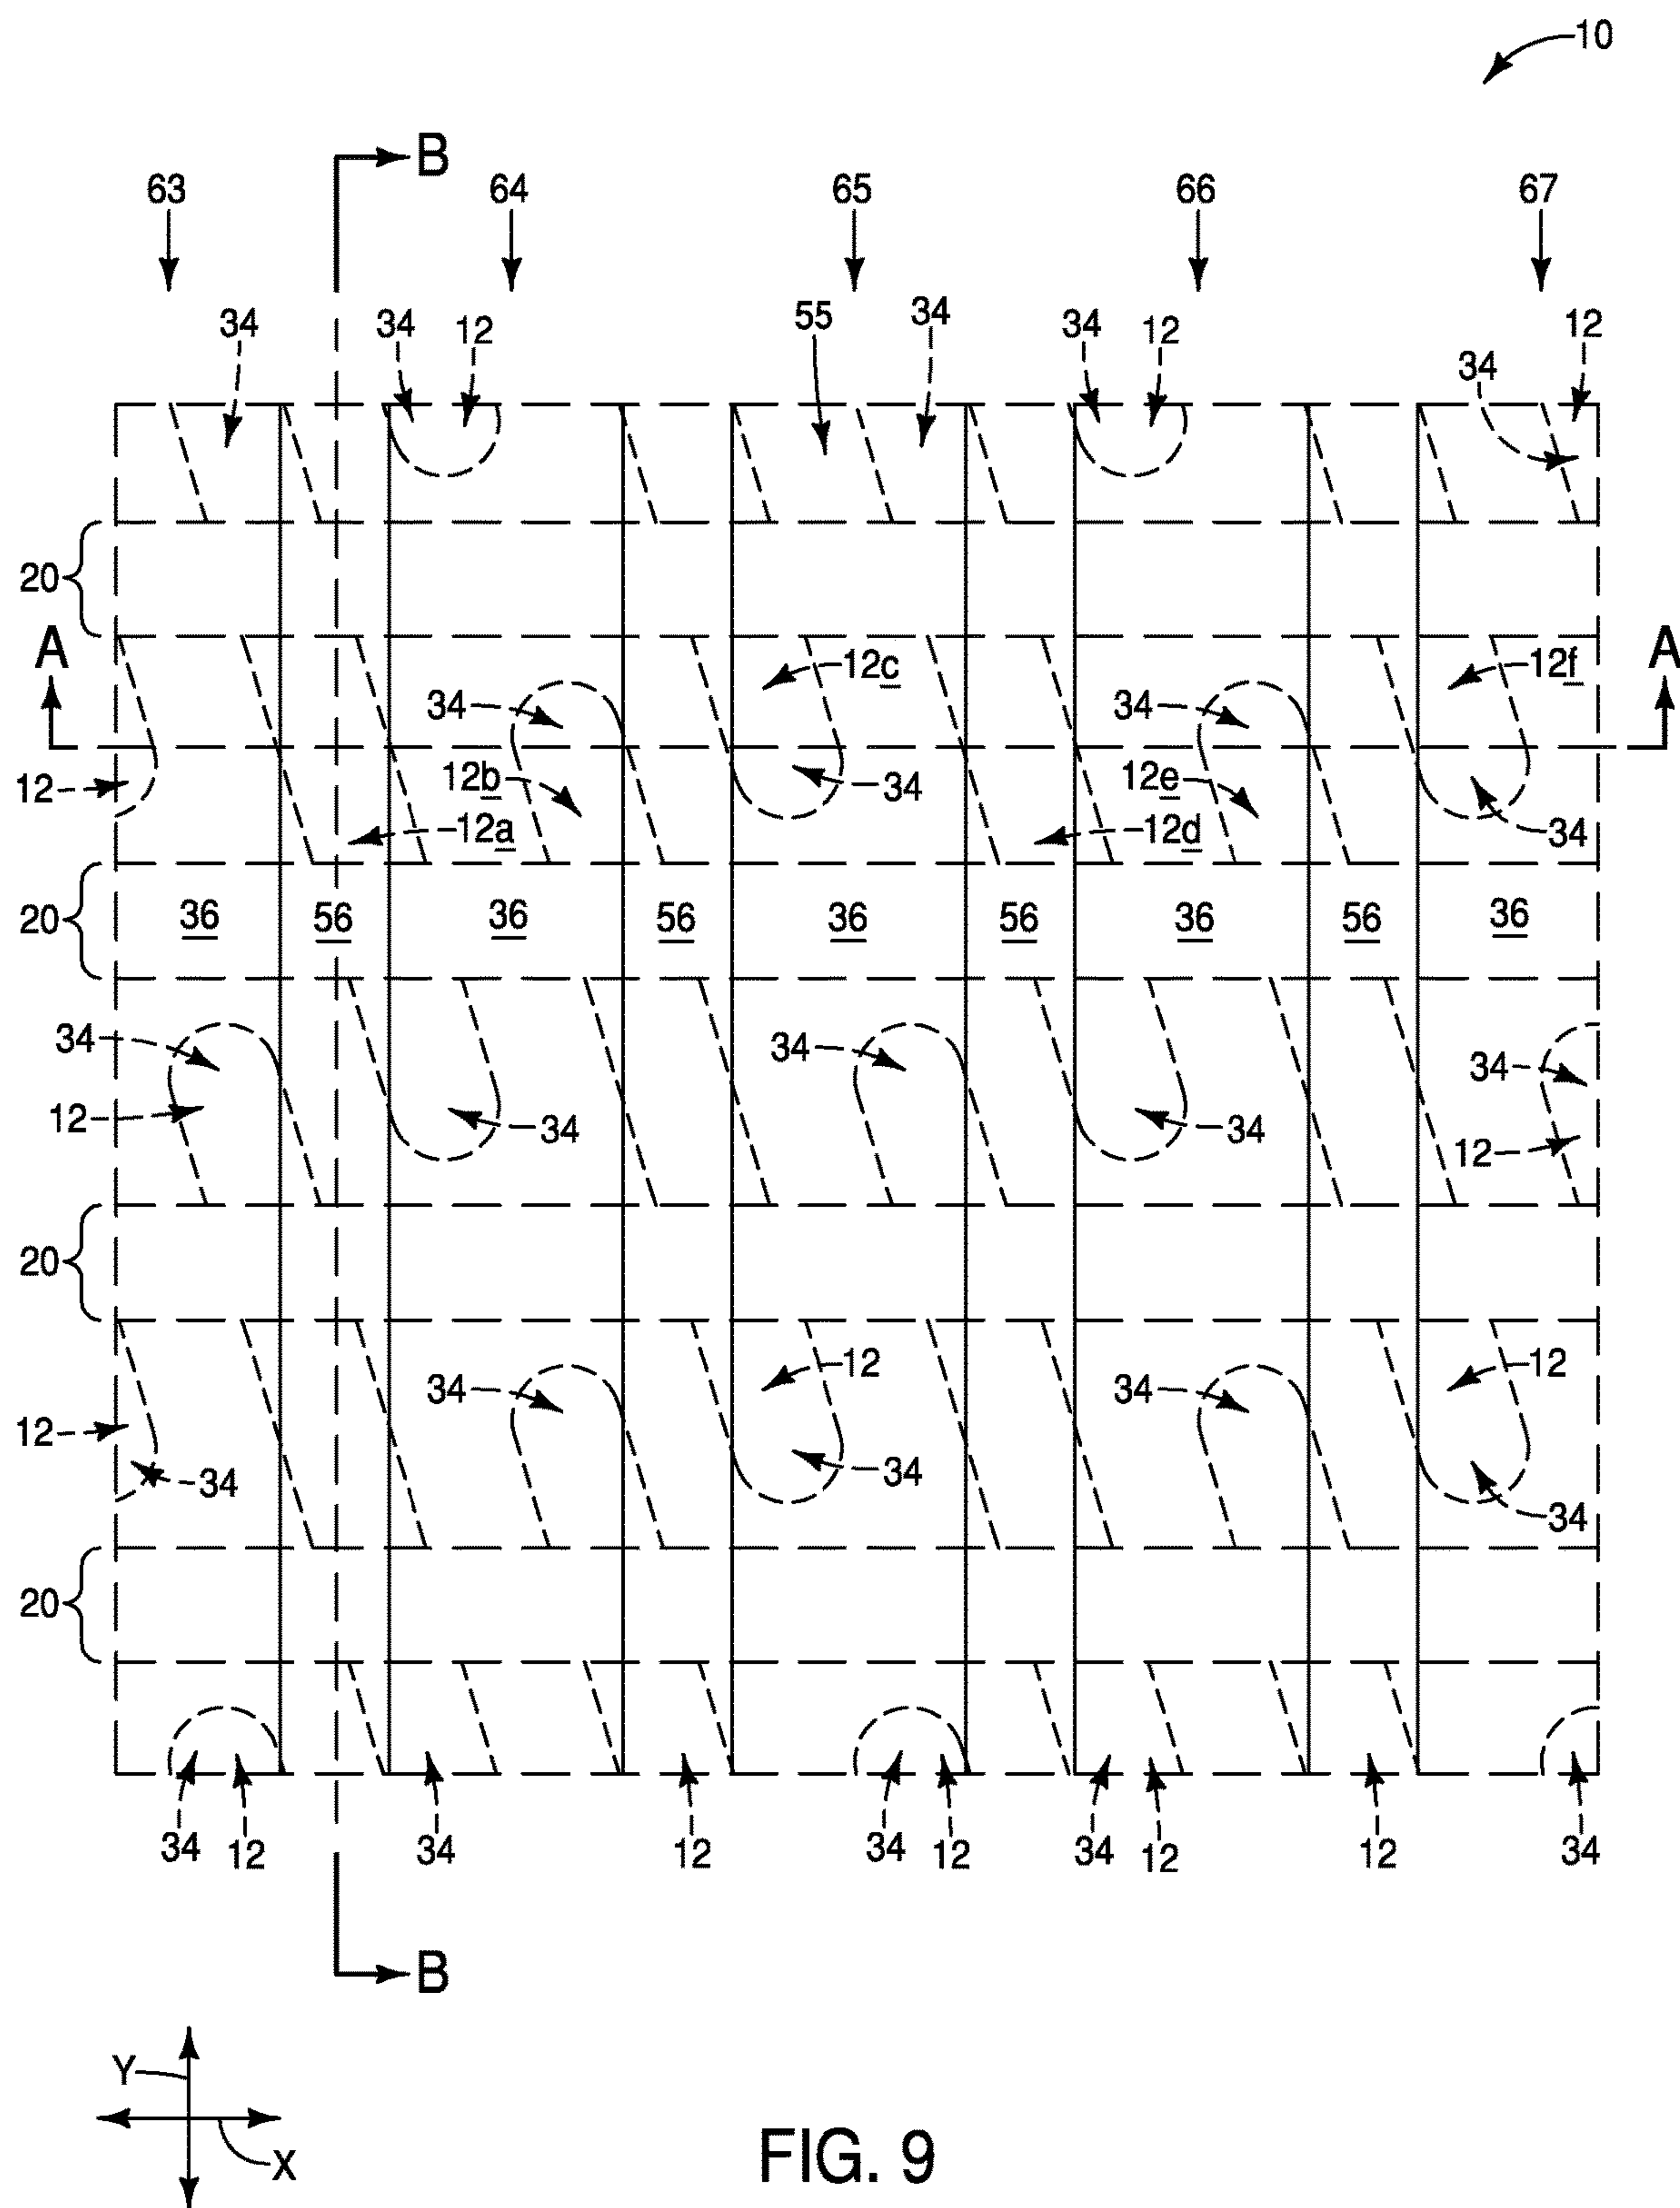 10
B
63 64 65 66 67
34 34 12 55 34 34 12 34 12
20
A 12c 12f A
34 34
12 12b 34 12e 34
12a 12d
20 36 56 36 56 36 56 36 56 36
34 34 34
12 34 34 12
20
34 12 34 12
12 34 34 34
20
34 12 34 12 34 12 34 12 12 34
B
Y
X
FIG. 9